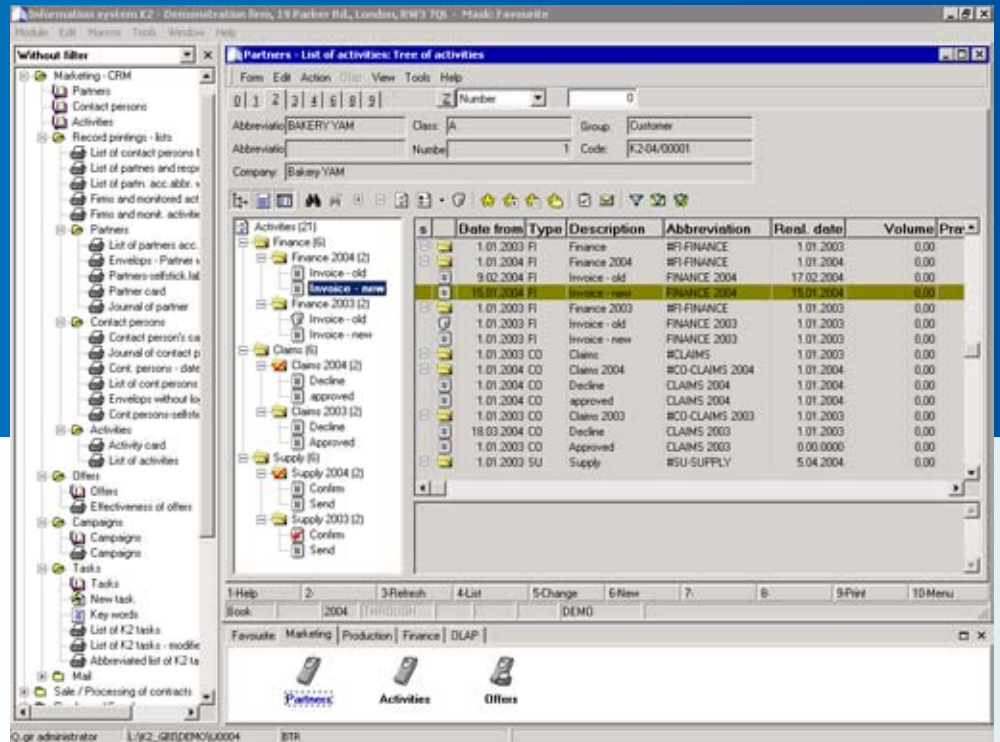 Information system K2 - Demonstration firm, 19 Parker Rd., London, RW3 7QL - Mask: Favourite
Module Edit Macros Tools Window Help
Without filter
Marketing - CRM
Partners
Contact persons
Activities
Record printings - lists
List of contact persons
List of partnes and
List of partn. acc. abbr.
Firms and monitored act
Firms and monit. activitie
Partners
List of partners acc.
Envelops - Partner
Partners-selfstick. lab
Partner card
Journal of partner
Contact persons
Contact person's ca
Journal of contact p
Cont. persons - date
List of cont.persons
Envelops without lo
Cont.persons-selfstic
Activities
Activity card
List of activities
Offers
Offers
Effectiveness of offers
Campaigns
Campaigns
Campaigns
Tasks
Tasks
New task
Key words
List of K2 tasks
List of K2 tasks - modifie
Abbreviated list of K2 ta
Mail
Sale / Processing of contracts
Partners - List of activities: Tree of activities
Form Edit Action Disp View Tools Help
0 1 2 3 4 6 8 9 Z Number 0
Abbreviatio BAKERY YAM Class: A Group: Customer
Abbreviatio Numbe 1 Code: K2-04/00001
Company: Bakery YAM
Activities (21)
Finance (6)
Finance 2004 (2)
Invoice - old
Invoice - new
Finance 2003 (2)
Invoice - old
Invoice - new
Claims (6)
Claims 2004 (2)
Decline
approved
Claims 2003 (2)
Decline
Approved
Supply (6)
Supply 2004 (2)
Confirm
Send
Supply 2003 (2)
Confirm
Send
s Date from Type Description Abbreviation Real. date Volume Pro
1.01.2003 FI Finance #FI-FINANCE 1.01.2003 0,00
1.01.2004 FI Finance 2004 #FI-FINANCE 1.01.2004 0,00
9.02.2004 FI Invoice - old FINANCE 2004 17.02.2004 0,00
15.01.2004 FI Invoice - new FINANCE 2004 15.01.2004 0,00
1.01.2003 FI Finance 2003 #FI-FINANCE 1.01.2003 0,00
1.01.2003 FI Invoice - old FINANCE 2003 1.01.2003 0,00
1.01.2003 FI Invoice - new FINANCE 2003 1.01.2003 0,00
1.01.2003 CO Claims #CLAIMS 1.01.2003 0,00
1.01.2004 CO Claims 2004 #CO-CLAIMS 2004 1.01.2004 0,00
1.01.2004 CO Decline CLAIMS 2004 1.01.2004 0,00
1.01.2004 CO approved CLAIMS 2004 1.01.2004 0,00
1.01.2003 CO Claims 2003 #CO-CLAIMS 2003 1.01.2003 0,00
18.03.2004 CO Decline CLAIMS 2003 1.01.2003 0,00
1.01.2003 CO Approved CLAIMS 2003 0.00.0000 0,00
1.01.2003 SU Supply #SU-SUPPLY 5.04.2004 0,00
1-Help 2- 3-Refresh 4-List 5-Change 6-New 7- 8- 9-Print 10-Menu
Book 2004 THROUGH DEMO
Favourite Marketing Production Finance OLAP
Partners Activities Offers
Q.gir administrator L:\K2_GBD\DEMO\U0004 BTR